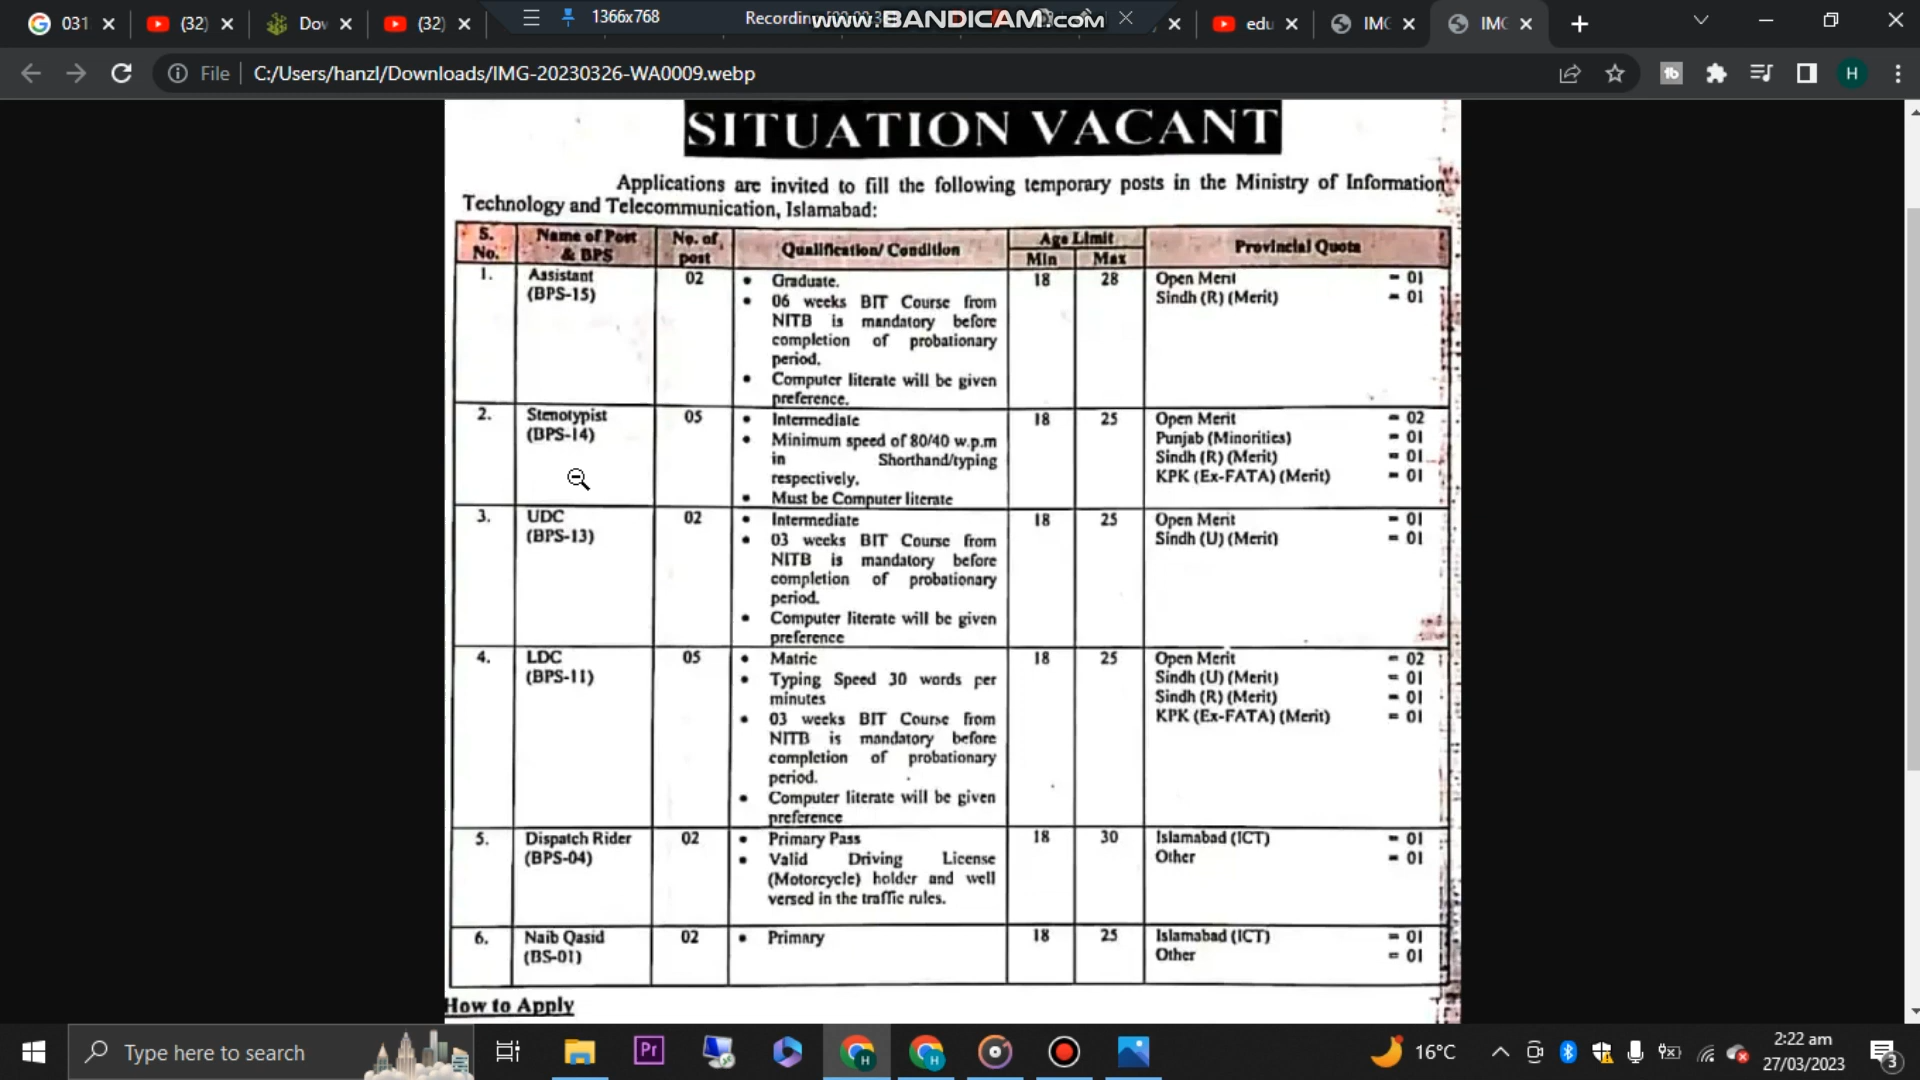 031 (32) Dov (32) 1366x768 Recording www.BANDICAM.com edu IMG IMG
File C:/Users/hanzl/Downloads/IMG-20230326-WA0009.webp H
SITUATION VACANT
Applications are invited to fill the following temporary posts in the Ministry of Information
Technology and Telecommunication, Islamabad:
S. No. Name of Post & BPS No. of post Qualification/ Condition Age Limit Min Max Provincial Quota
1. Assistant (BPS-15) 02
• Graduate.
• 06 weeks BIT Course from
NITB is mandatory before
completion of probationary
period.
• Computer literate will be given
preference.
18 28
Open Merit = 01
Sindh (R) (Merit) = 01
2. Stenotypist (BPS-14) 05
• Intermediate
• Minimum speed of 80/40 w.p.m
in Shorthand/typing
respectively.
• Must be Computer literate
18 25
Open Merit = 02
Punjab (Minorities) = 01
Sindh (R) (Merit) = 01
KPK (Ex-FATA) (Merit) = 01
3. UDC (BPS-13) 02
• Intermediate
• 03 weeks BIT Course from
NITB is mandatory before
completion of probationary
period.
• Computer literate will be given
preference
18 25
Open Merit = 01
Sindh (U) (Merit) = 01
4. LDC (BPS-11) 05
• Matric
• Typing Speed 30 words per
minutes
• 03 weeks BIT Course from
NITB is mandatory before
completion of probationary
period.
• Computer literate will be given
preference
18 25
Open Merit = 02
Sindh (U) (Merit) = 01
Sindh (R) (Merit) = 01
KPK (Ex-FATA) (Merit) = 01
5. Dispatch Rider (BPS-04) 02
• Primary Pass
• Valid Driving License
(Motorcycle) holder and well
versed in the traffic rules.
18 30
Islamabad (ICT) = 01
Other = 01
6. Naib Qasid (BS-01) 02
• Primary
18 25
Islamabad (ICT) = 01
Other = 01
How to Apply
Type here to search Pr H H 16°C 2:22 am
27/03/2023 3